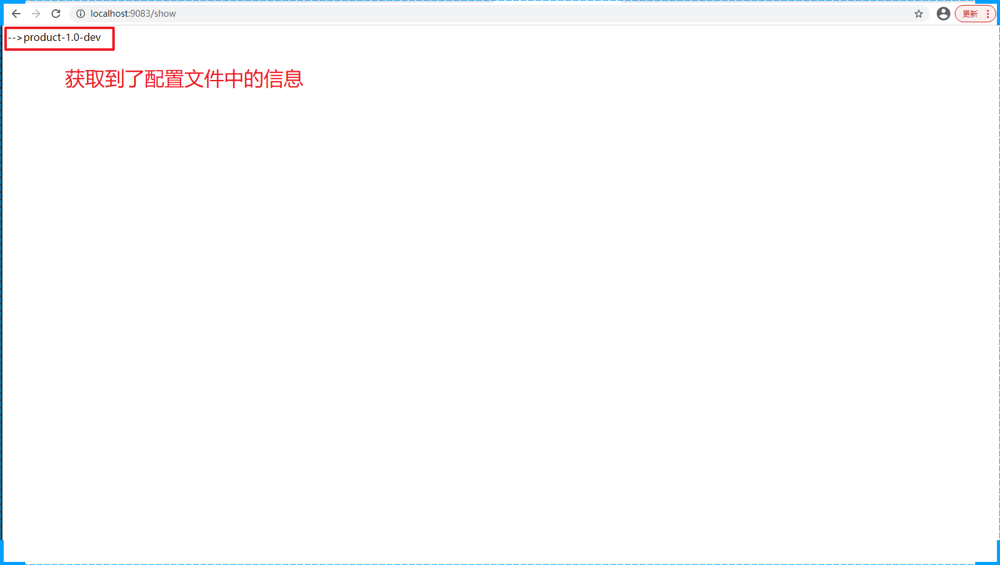 localhost:9083/show
更新
-->product-1.0-dev
获取到了配置文件中的信息